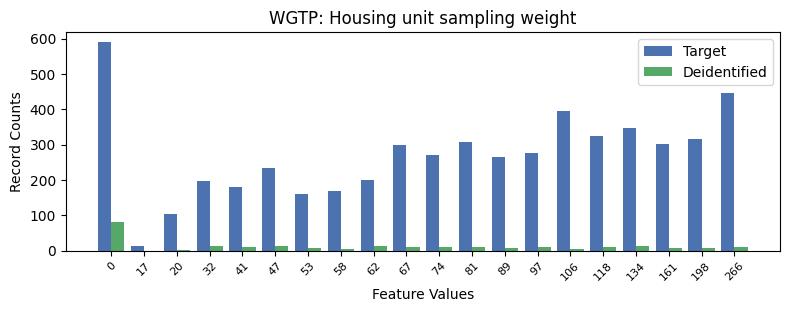 WGTP: Housing unit sampling weight
Target
Deidentified
Record Counts
600
500
400
300
200
100
0
0 17 20 32 41 47 53 58 62 67 74 81 89 97 106 118 134 161 198 266
Feature Values